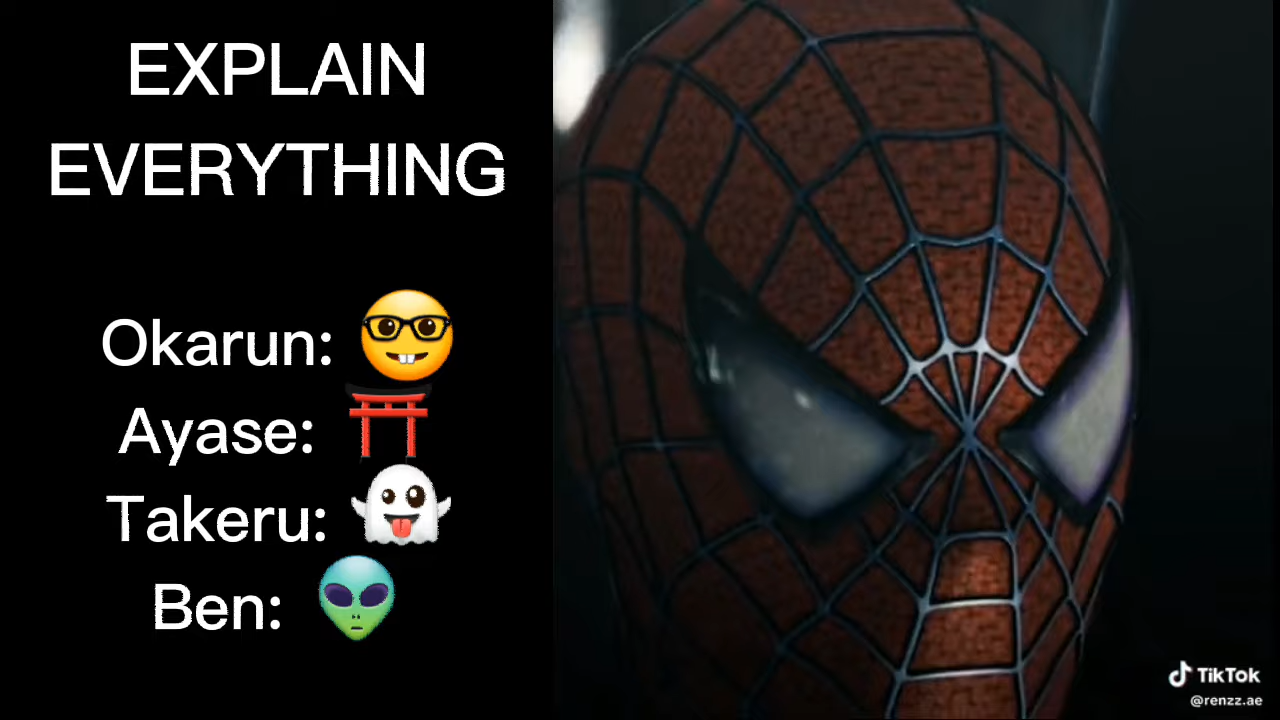 EXPLAIN
EVERYTHING
Okarun: 🤓
Ayase: ⛩️
Takeru: 👻
Ben: 👽
TikTok
@renzz.ae